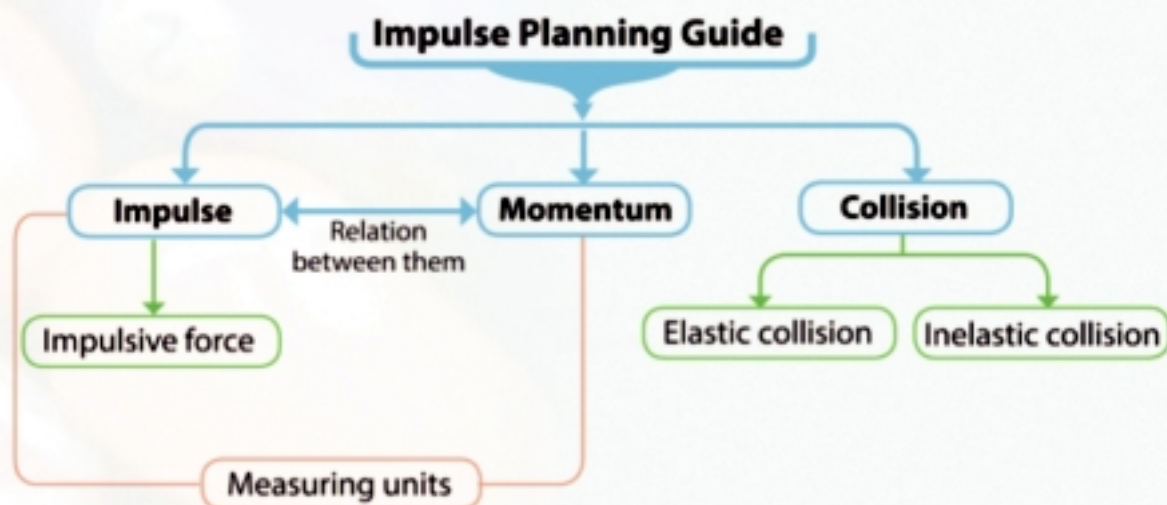 Impulse Planning Guide
Impulse
Momentum
Collision
Relation
between them
Impulsive force
Elastic collision
Inelastic collision
Measuring units